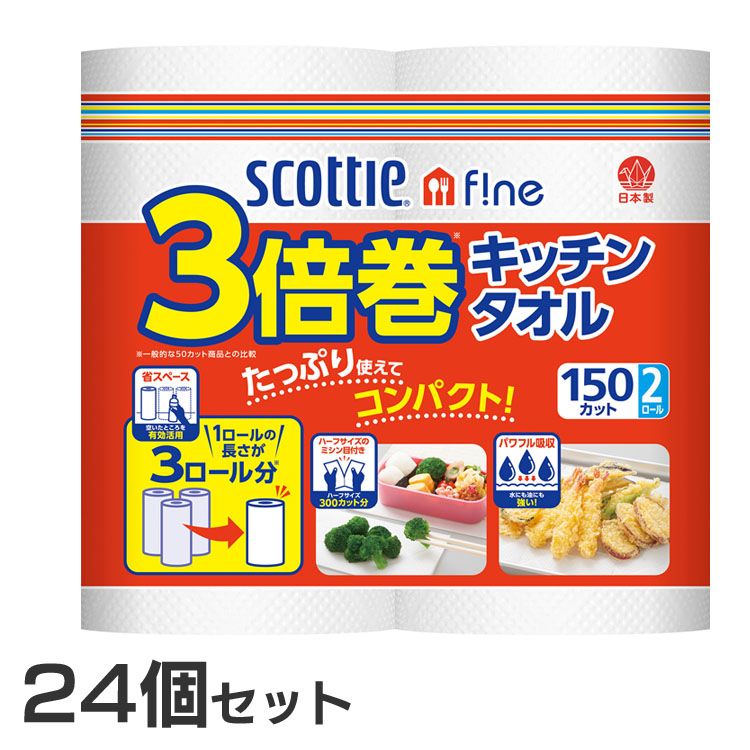 scottie® f!ne
日本製
3倍巻※
キッチン
タオル
※一般的な50カット商品との比較
たっぷり使えて
コンパクト!
150
カット
2
ロール
省スペース
空いたところを
有効活用
1ロールの
長さが
3ロール分※
ハーフサイズの
ミシン目付き
ハーフサイズ
300カット分
パワフル吸収
水にも油にも
強い!
24個セット